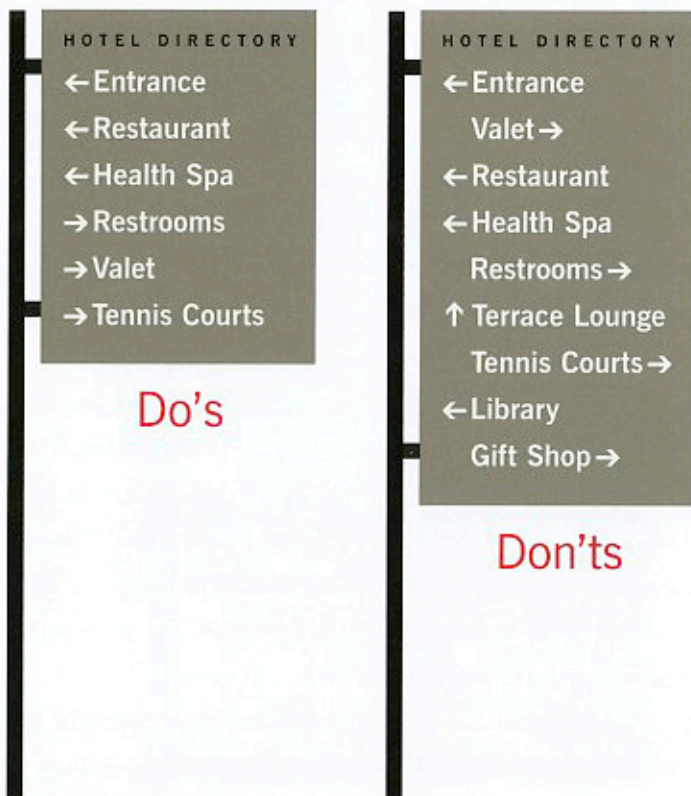 HOTEL DIRECTORY
←Entrance
←Restaurant
←Health Spa
→Restrooms
→Valet
→Tennis Courts
Do's
HOTEL DIRECTORY
←Entrance
Valet→
←Restaurant
←Health Spa
Restrooms→
↑ Terrace Lounge
Tennis Courts→
←Library
Gift Shop→
Don'ts